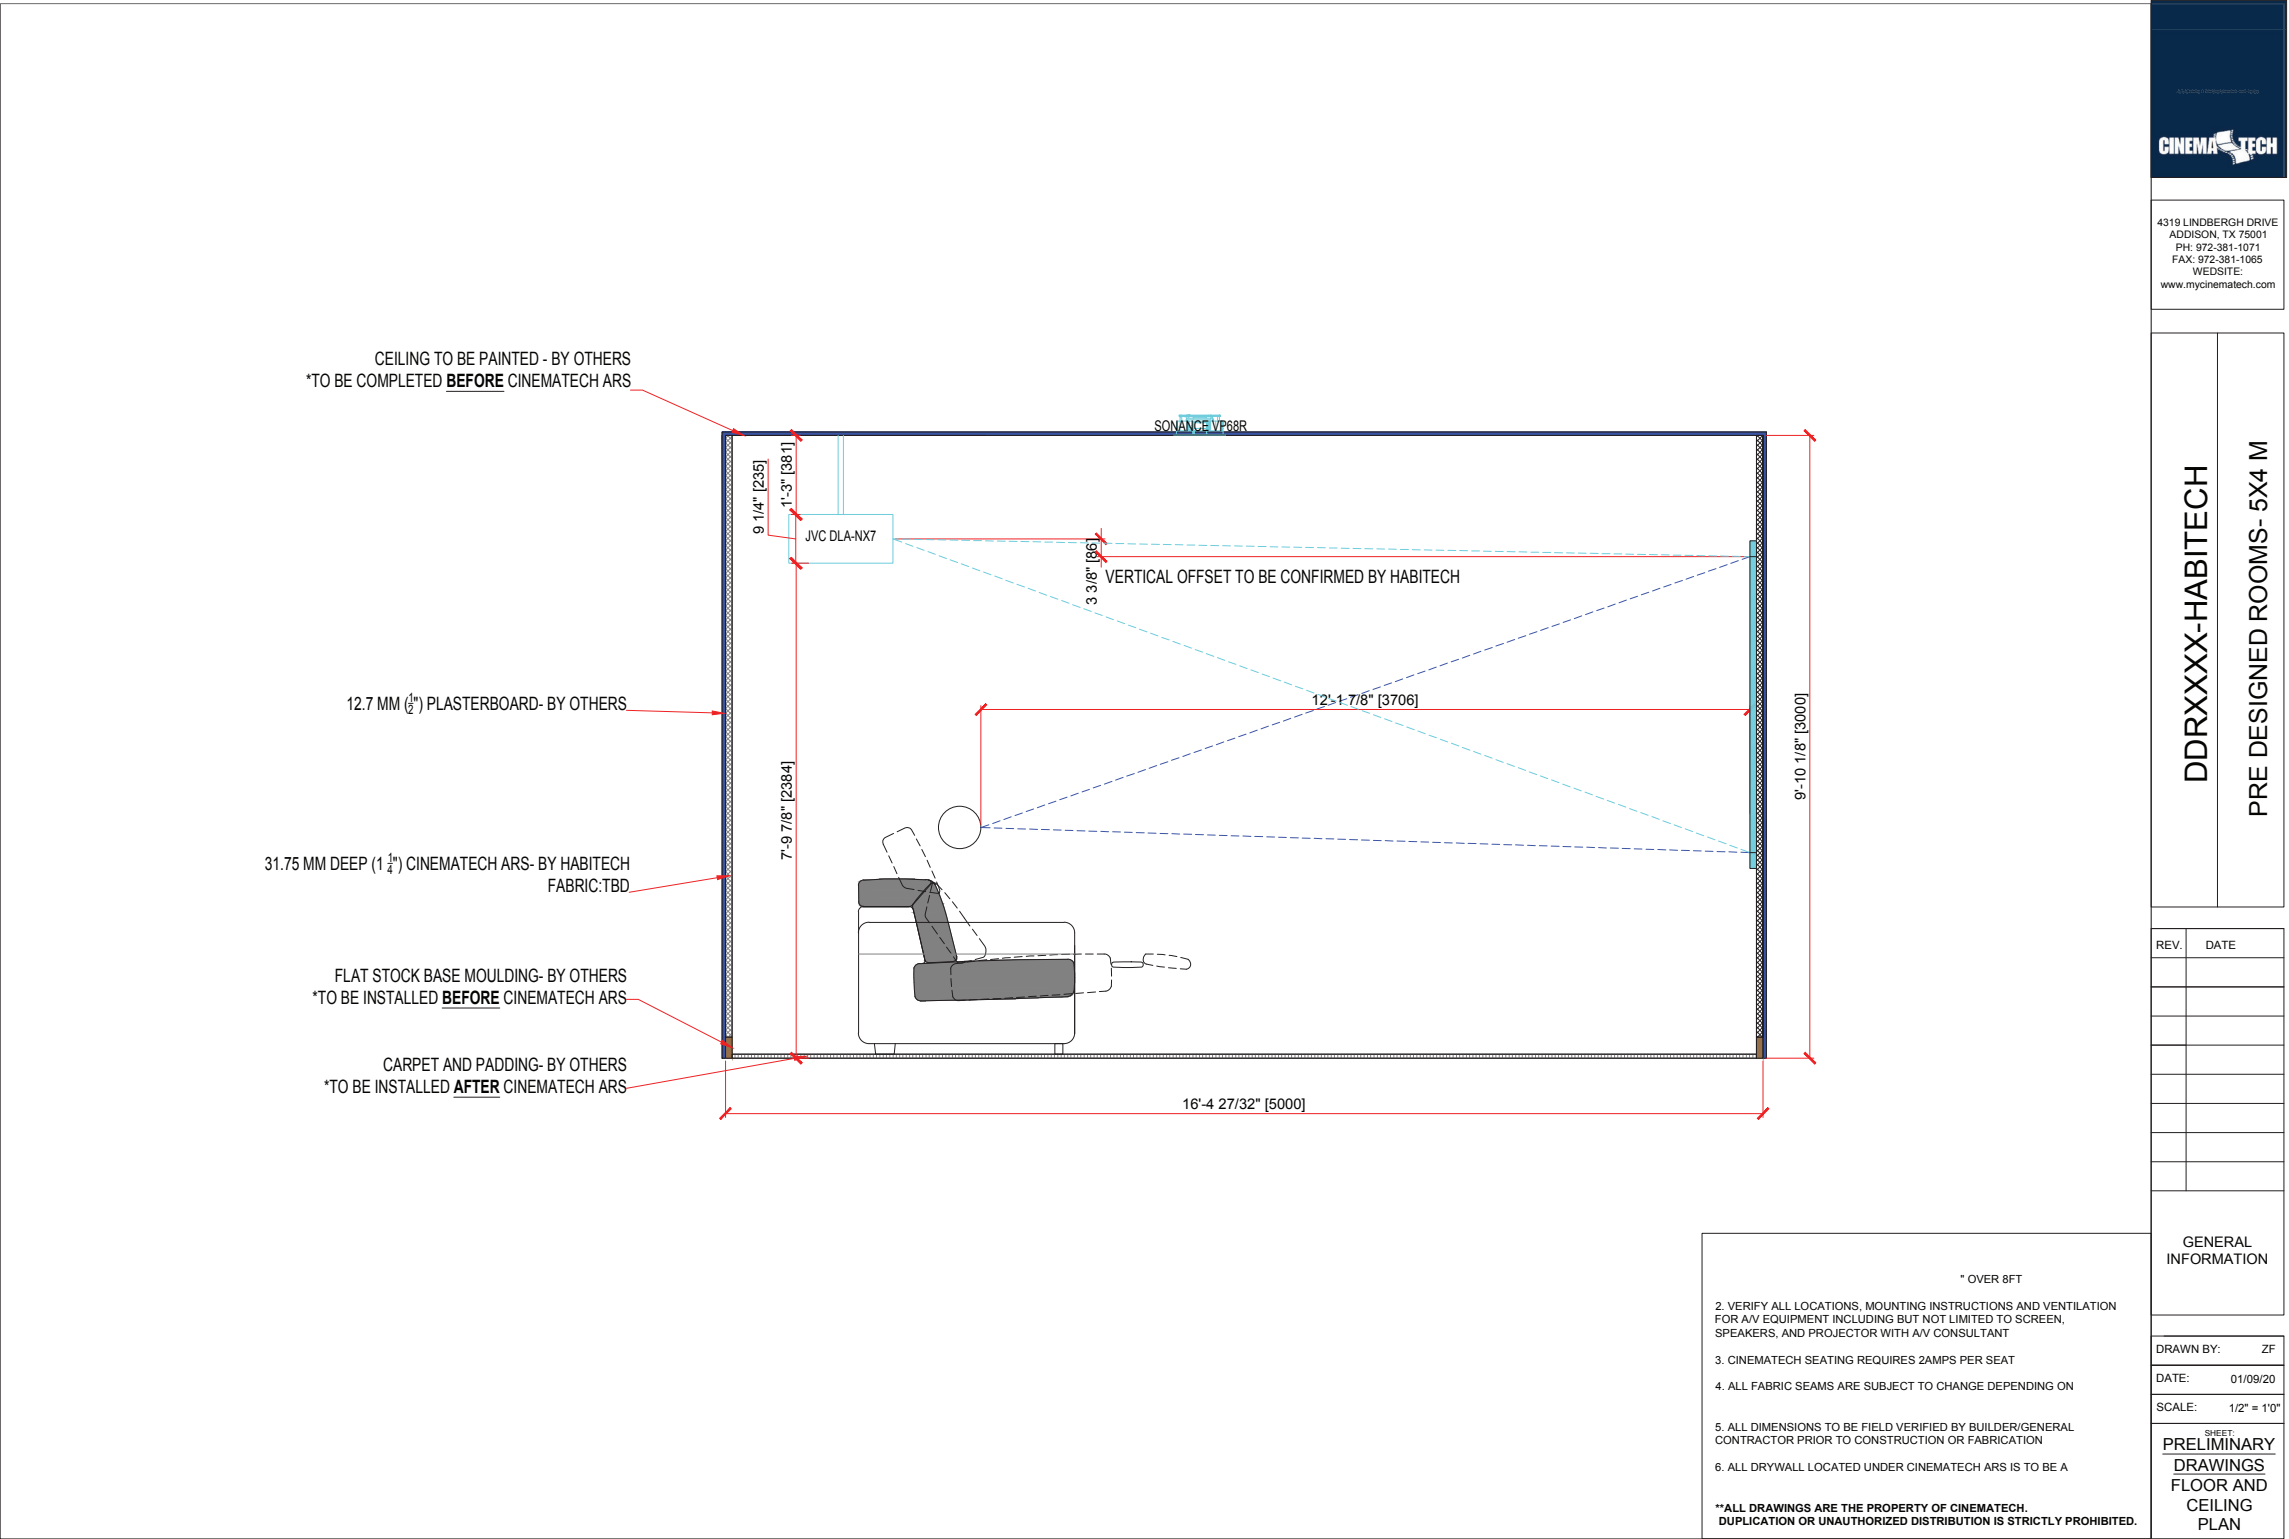 CINEMA TECH
4319 LINDBERGH DRIVE
ADDISON, TX 75001
PH: 972-381-1071
FAX: 972-381-1065
WEDSITE:
www.mycinematech.com
DDRXXXX-HABITECH
PRE DESIGNED ROOMS- 5X4 M
REV. DATE
GENERAL
INFORMATION
DRAWN BY: ZF
DATE: 01/09/20
SCALE: 1/2" = 1'0"
SHEET:
PRELIMINARY
DRAWINGS
FLOOR AND
CEILING
PLAN
CEILING TO BE PAINTED - BY OTHERS
*TO BE COMPLETED BEFORE CINEMATECH ARS
12.7 MM (1/2") PLASTERBOARD- BY OTHERS
31.75 MM DEEP (1 1/4") CINEMATECH ARS- BY HABITECH
FABRIC:TBD
FLAT STOCK BASE MOULDING- BY OTHERS
*TO BE INSTALLED BEFORE CINEMATECH ARS
CARPET AND PADDING- BY OTHERS
*TO BE INSTALLED AFTER CINEMATECH ARS
SONANCE VP68R
9 1/4" [235]
1'-3" [381]
JVC DLA-NX7
3 3/8" [86]
VERTICAL OFFSET TO BE CONFIRMED BY HABITECH
12'-1 7/8" [3706]
7'-9 7/8" [2384]
9'-10 1/8" [3000]
16'-4 27/32" [5000]
" OVER 8FT
2. VERIFY ALL LOCATIONS, MOUNTING INSTRUCTIONS AND VENTILATION
FOR A/V EQUIPMENT INCLUDING BUT NOT LIMITED TO SCREEN,
SPEAKERS, AND PROJECTOR WITH A/V CONSULTANT
3. CINEMATECH SEATING REQUIRES 2AMPS PER SEAT
4. ALL FABRIC SEAMS ARE SUBJECT TO CHANGE DEPENDING ON
5. ALL DIMENSIONS TO BE FIELD VERIFIED BY BUILDER/GENERAL
CONTRACTOR PRIOR TO CONSTRUCTION OR FABRICATION
6. ALL DRYWALL LOCATED UNDER CINEMATECH ARS IS TO BE A
**ALL DRAWINGS ARE THE PROPERTY OF CINEMATECH.
DUPLICATION OR UNAUTHORIZED DISTRIBUTION IS STRICTLY PROHIBITED.